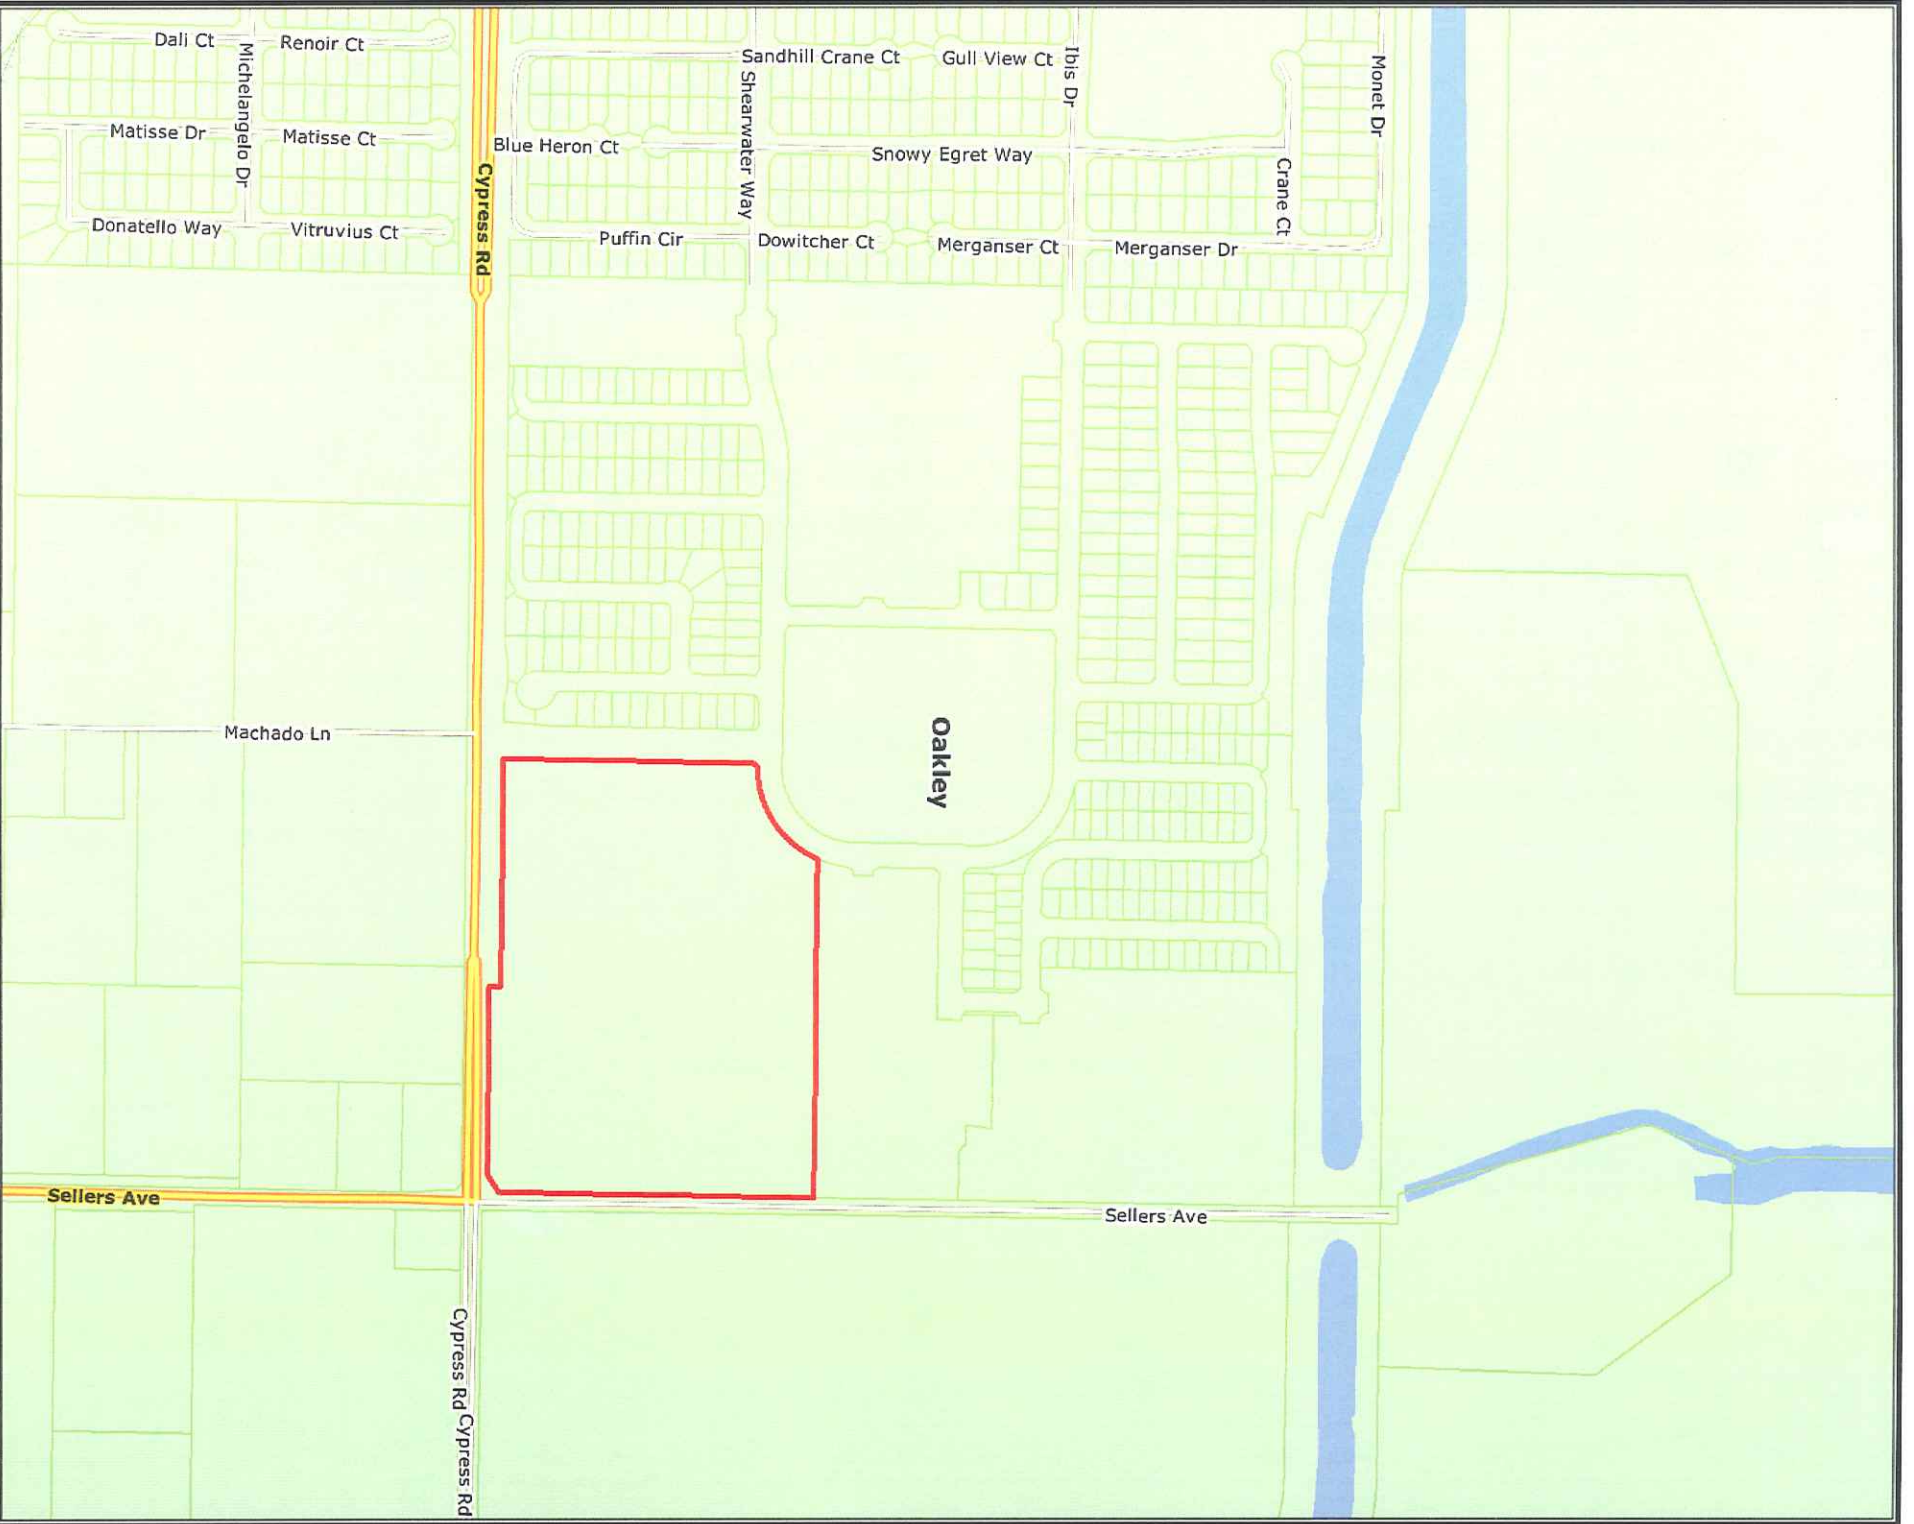 Dali Ct
Renoir Ct
Michelangelo Dr
Matisse Dr
Matisse Ct
Donatello Way
Vitruvius Ct
Cypress Rd
Sandhill Crane Ct
Gull View Ct
Ibis Dr
Monet Dr
Shearwater Way
Blue Heron Ct
Snowy Egret Way
Crane Ct
Puffin Cir
Dowitcher Ct
Merganser Ct
Merganser Dr
Machado Ln
Oakley
Sellers Ave
Sellers Ave
Cypress Rd
Cypress Rd